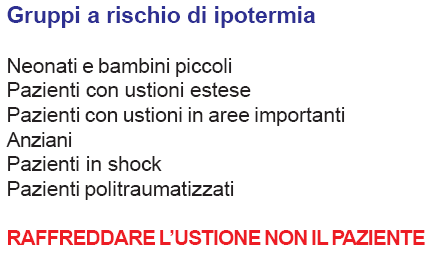 Gruppi a rischio di ipotermia
Neonati e bambini piccoli
Pazienti con ustioni estese
Pazienti con ustioni in aree importanti
Anziani
Pazienti in shock
Pazienti politraumatizzati
RAFFREDDARE L’USTIONE NON IL PAZIENTE